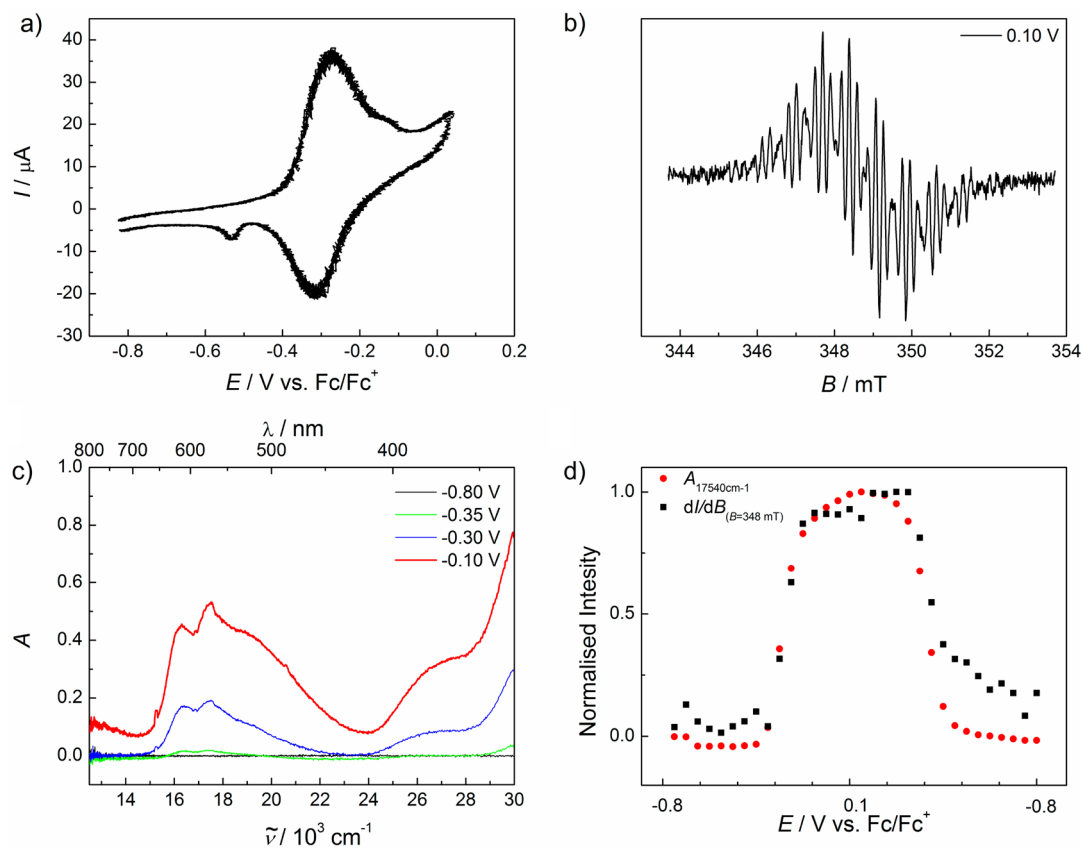 a)
40
30
20
10
0
-10
-20
-30
I / µA
-0.8 -0.6 -0.4 -0.2 0.0 0.2
E / V vs. Fc/Fc⁺
b)
0.10 V
344 346 348 350 352 354
B / mT
λ / nm
800 700 600 500 400
c)
1.0
0.8
0.6
0.4
0.2
0.0
A
-0.80 V
-0.35 V
-0.30 V
-0.10 V
14 16 18 20 22 24 26 28 30
ṽ / 10³ cm⁻¹
d)
A17540cm-1
dI/dB(B=348 mT)
1.0
0.5
0.0
Normalised Intesity
-0.8 0.1 -0.8
E / V vs. Fc/Fc⁺